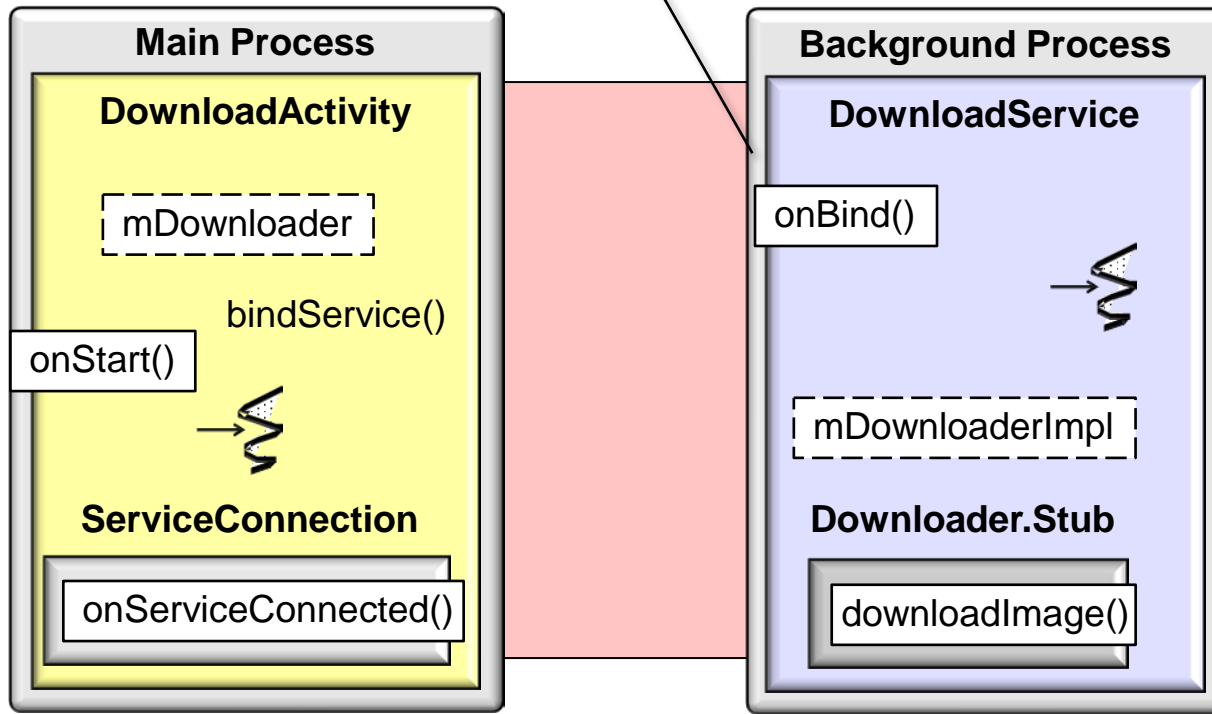 Main Process
DownloadActivity
mDownloader
bindService()
onStart()
ServiceConnection
onServiceConnected()
Background Process
DownloadService
onBind()
mDownloaderImpl
Downloader.Stub
downloadImage()